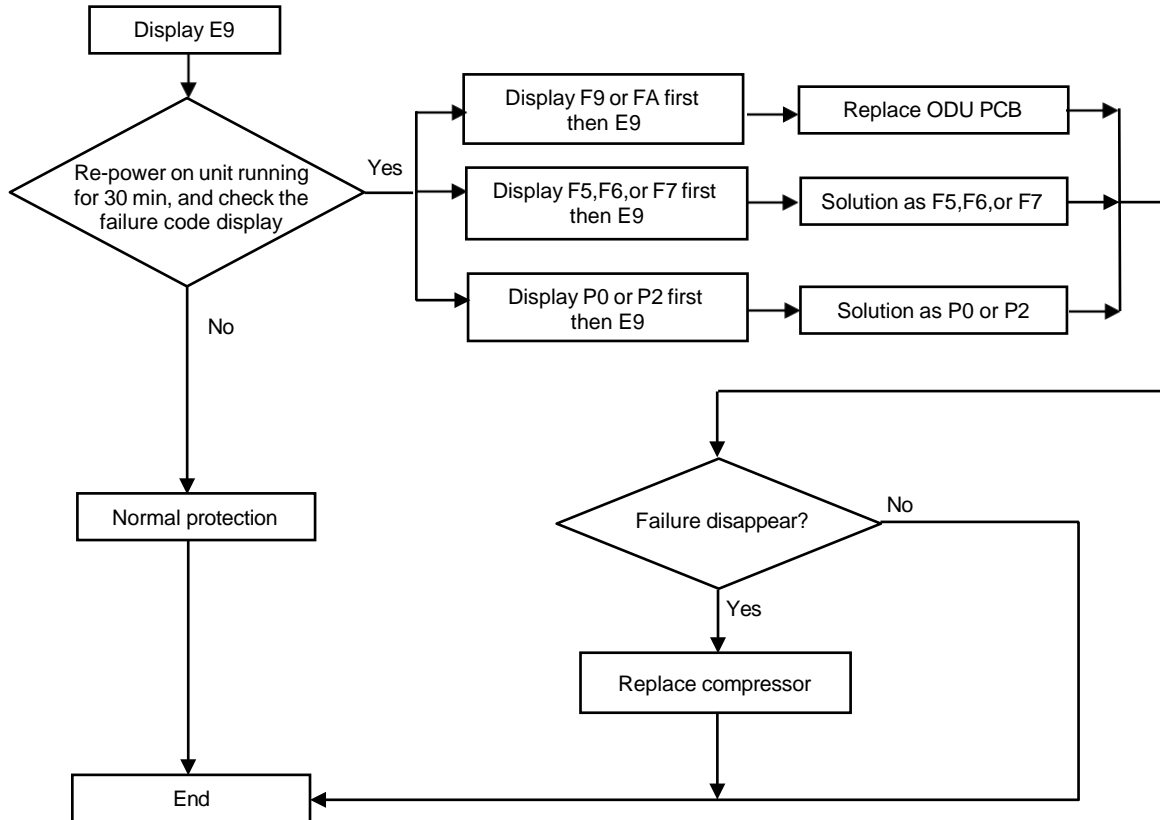 Display E9
Re-power on unit running
for 30 min, and check the
failure code display
Yes
Display F9 or FA first
then E9
Replace ODU PCB
Display F5,F6,or F7 first
then E9
Solution as F5,F6,or F7
Display P0 or P2 first
then E9
Solution as P0 or P2
No
Normal protection
Failure disappear?
No
Yes
Replace compressor
End